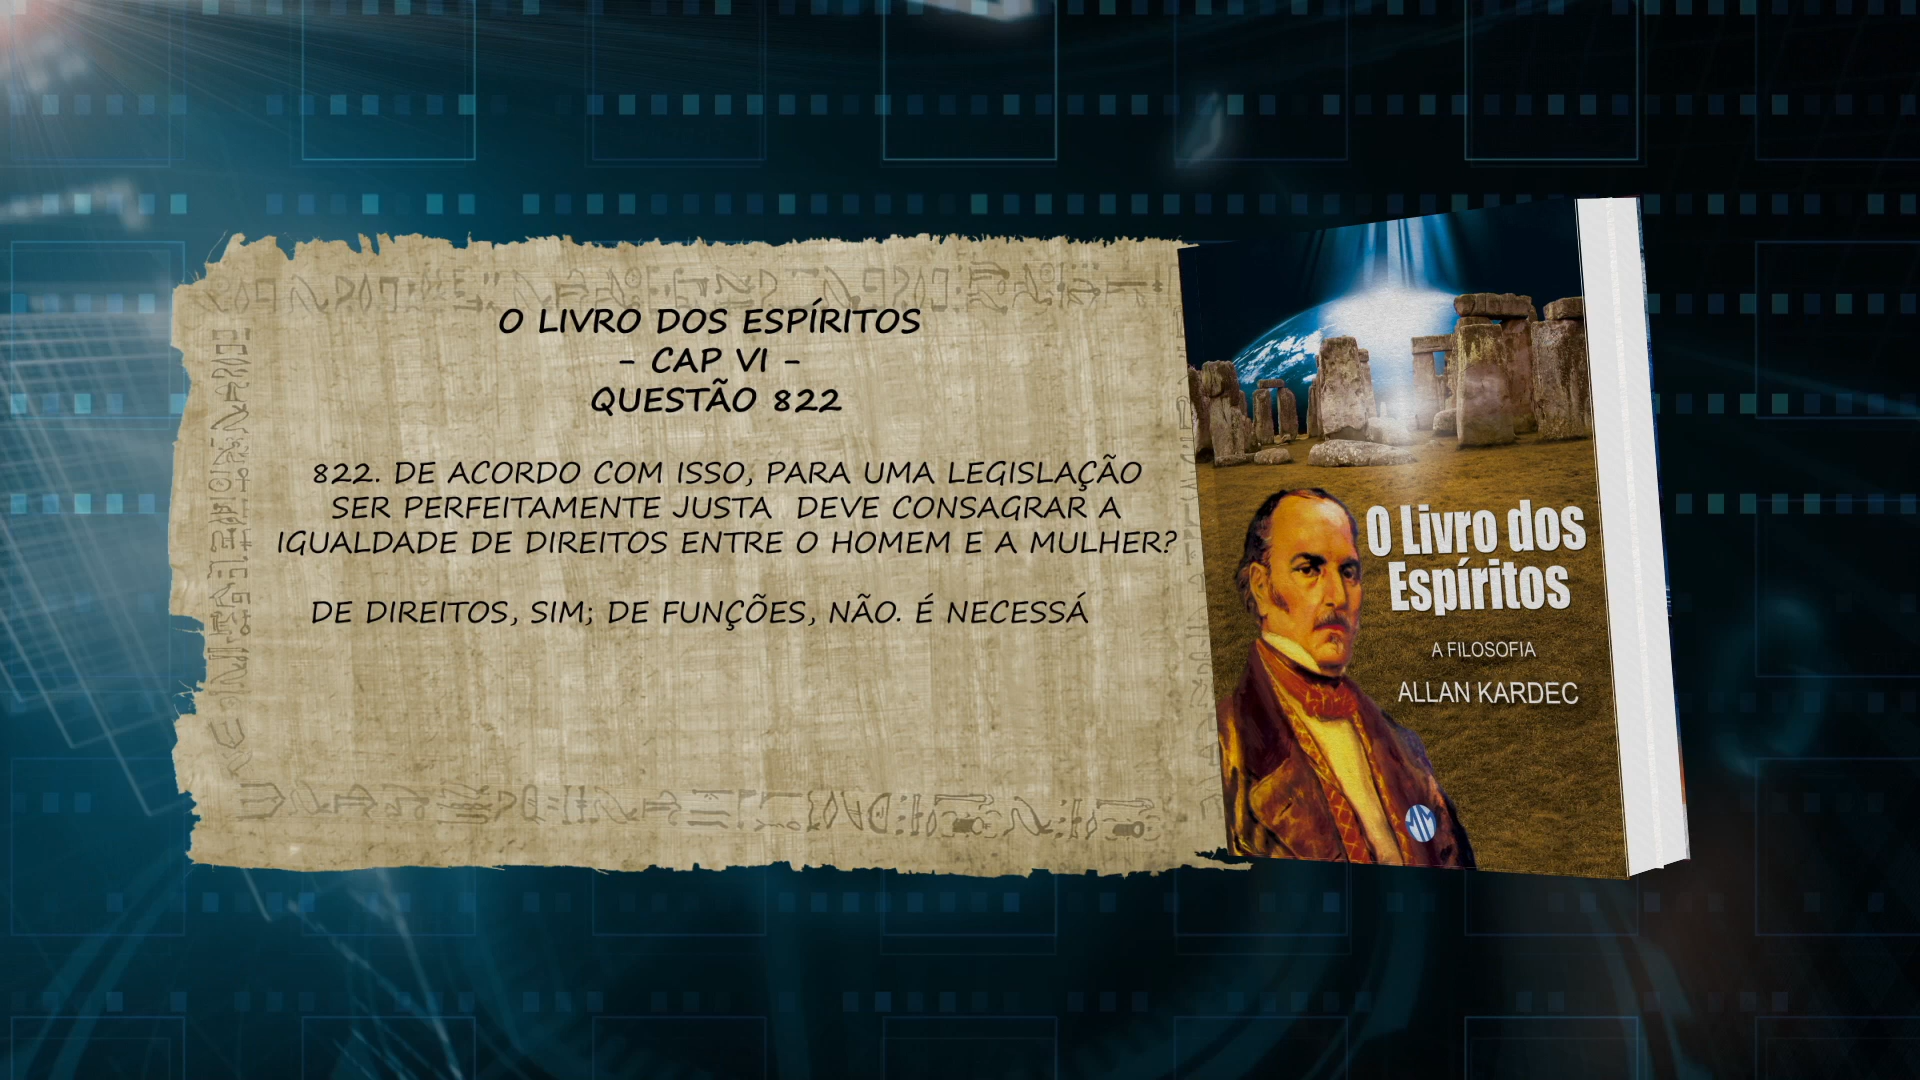 O LIVRO DOS ESPÍRITOS
- CAP VI -
QUESTÃO 822
822. DE ACORDO COM ISSO, PARA UMA LEGISLAÇÃO
SER PERFEITAMENTE JUSTA DEVE CONSAGRAR A
IGUALDADE DE DIREITOS ENTRE O HOMEM E A MULHER?
DE DIREITOS, SIM; DE FUNÇÕES, NÃO. É NECESSÁ
O Livro dos
Espíritos
A FILOSOFIA
ALLAN KARDEC